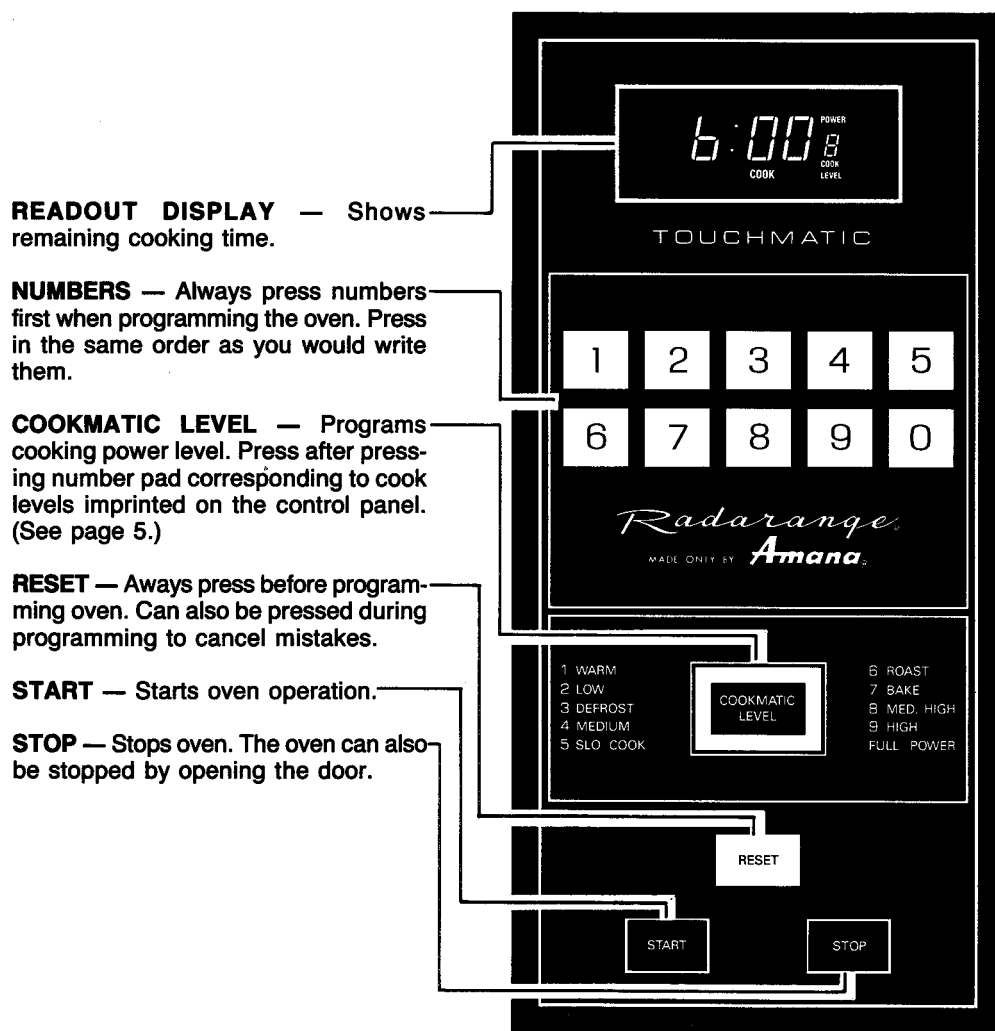 READOUT DISPLAY — Shows
remaining cooking time.
NUMBERS — Always press numbers
first when programming the oven. Press
in the same order as you would write
them.
COOKMATIC LEVEL — Programs
cooking power level. Press after press-
ing number pad corresponding to cook
levels imprinted on the control panel.
(See page 5.)
RESET — Aways press before program-
ming oven. Can also be pressed during
programming to cancel mistakes.
START — Starts oven operation.
STOP — Stops oven. The oven can also
be stopped by opening the door.
6:00
POWER
8
COOK
COOK
LEVEL
TOUCHMATIC
1 2 3 4 5
6 7 8 9 0
Radarange
MADE ONLY BY Amana
1 WARM
2 LOW
3 DEFROST
4 MEDIUM
5 SLO COOK
COOKMATIC
LEVEL
6 ROAST
7 BAKE
8 MED. HIGH
9 HIGH
FULL POWER
RESET
START
STOP